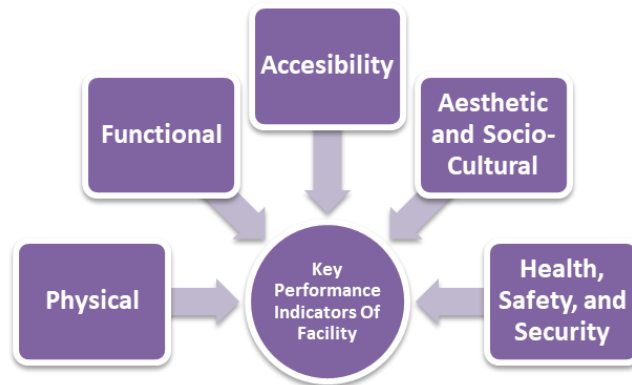 Accesibility
Functional
Aesthetic
and Socio-
Cultural
Physical
Key
Performance
Indicators Of
Facility
Health,
Safety, and
Security